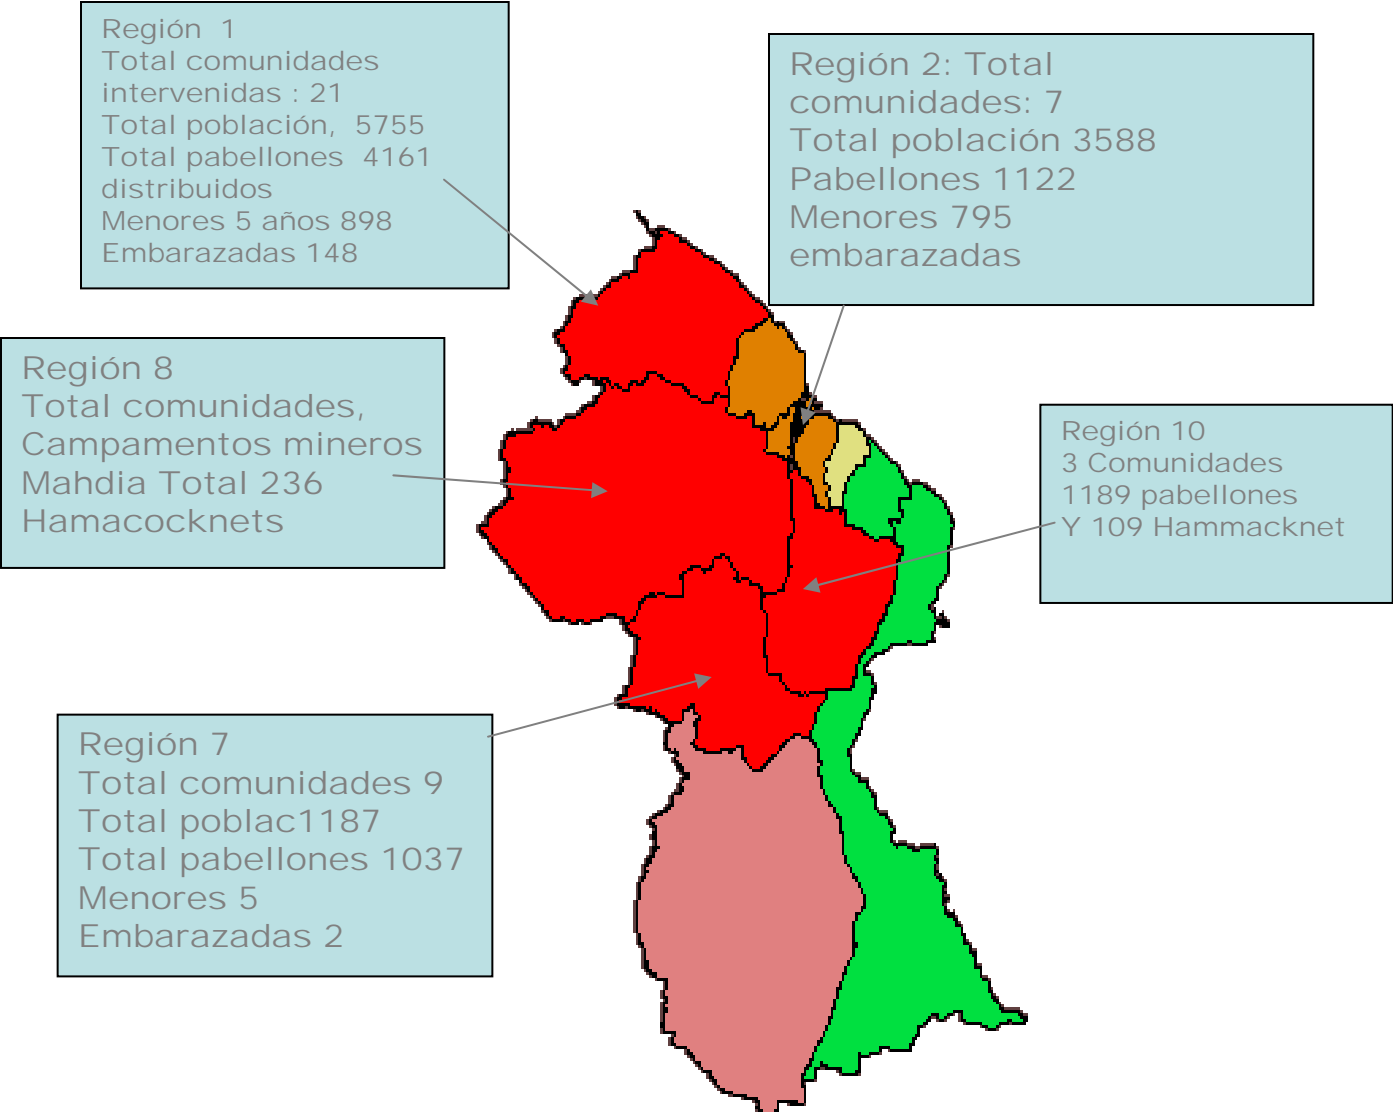 Región 1
Total comunidades
intervenidas : 21
Total población, 5755
Total pabellones 4161
distribuidos
Menores 5 años 898
Embarazadas 148
Región 2: Total
comunidades: 7
Total población 3588
Pabellones 1122
Menores 795
embarazadas
Región 8
Total comunidades,
Campamentos mineros
Mahdia Total 236
Hamacocknets
Región 10
3 Comunidades
1189 pabellones
Y 109 Hammacknet
Región 7
Total comunidades 9
Total poblac1187
Total pabellones 1037
Menores 5
Embarazadas 2